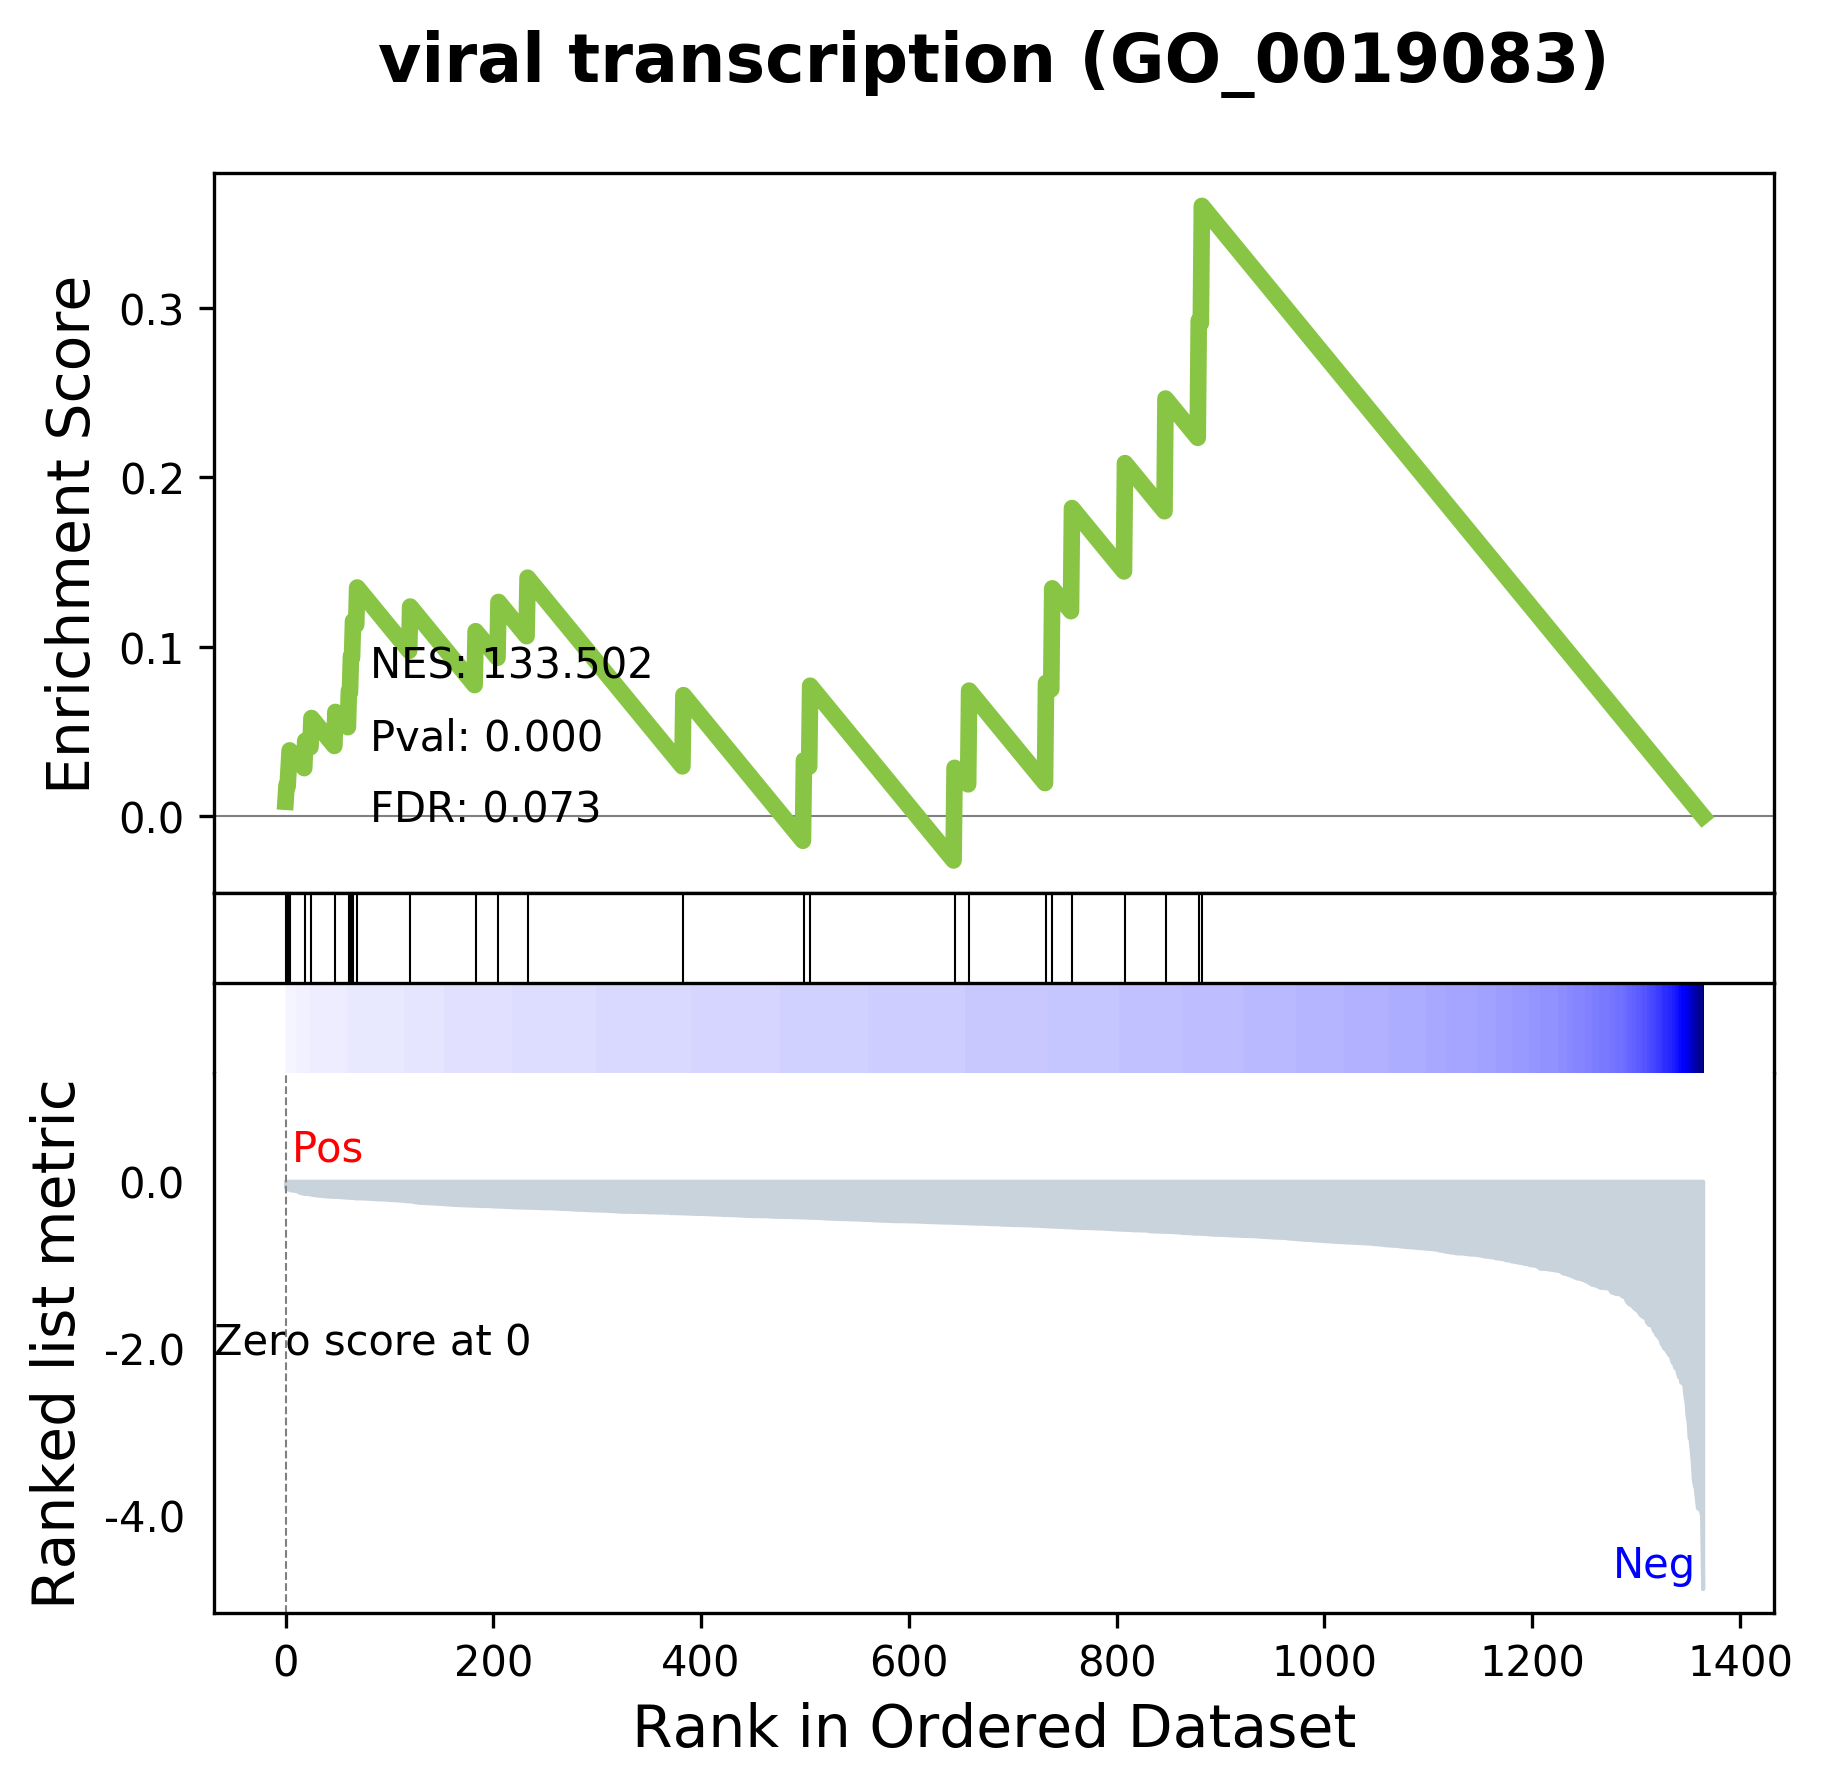 viral transcription (GO_0019083)
Enrichment Score
0.3
0.2
0.1
0.0
NES: 133.502
Pval: 0.000
FDR: 0.073
Ranked list metric
Pos
0.0
-2.0
-4.0
Zero score at 0
Neg
0 200 400 600 800 1000 1200 1400
Rank in Ordered Dataset